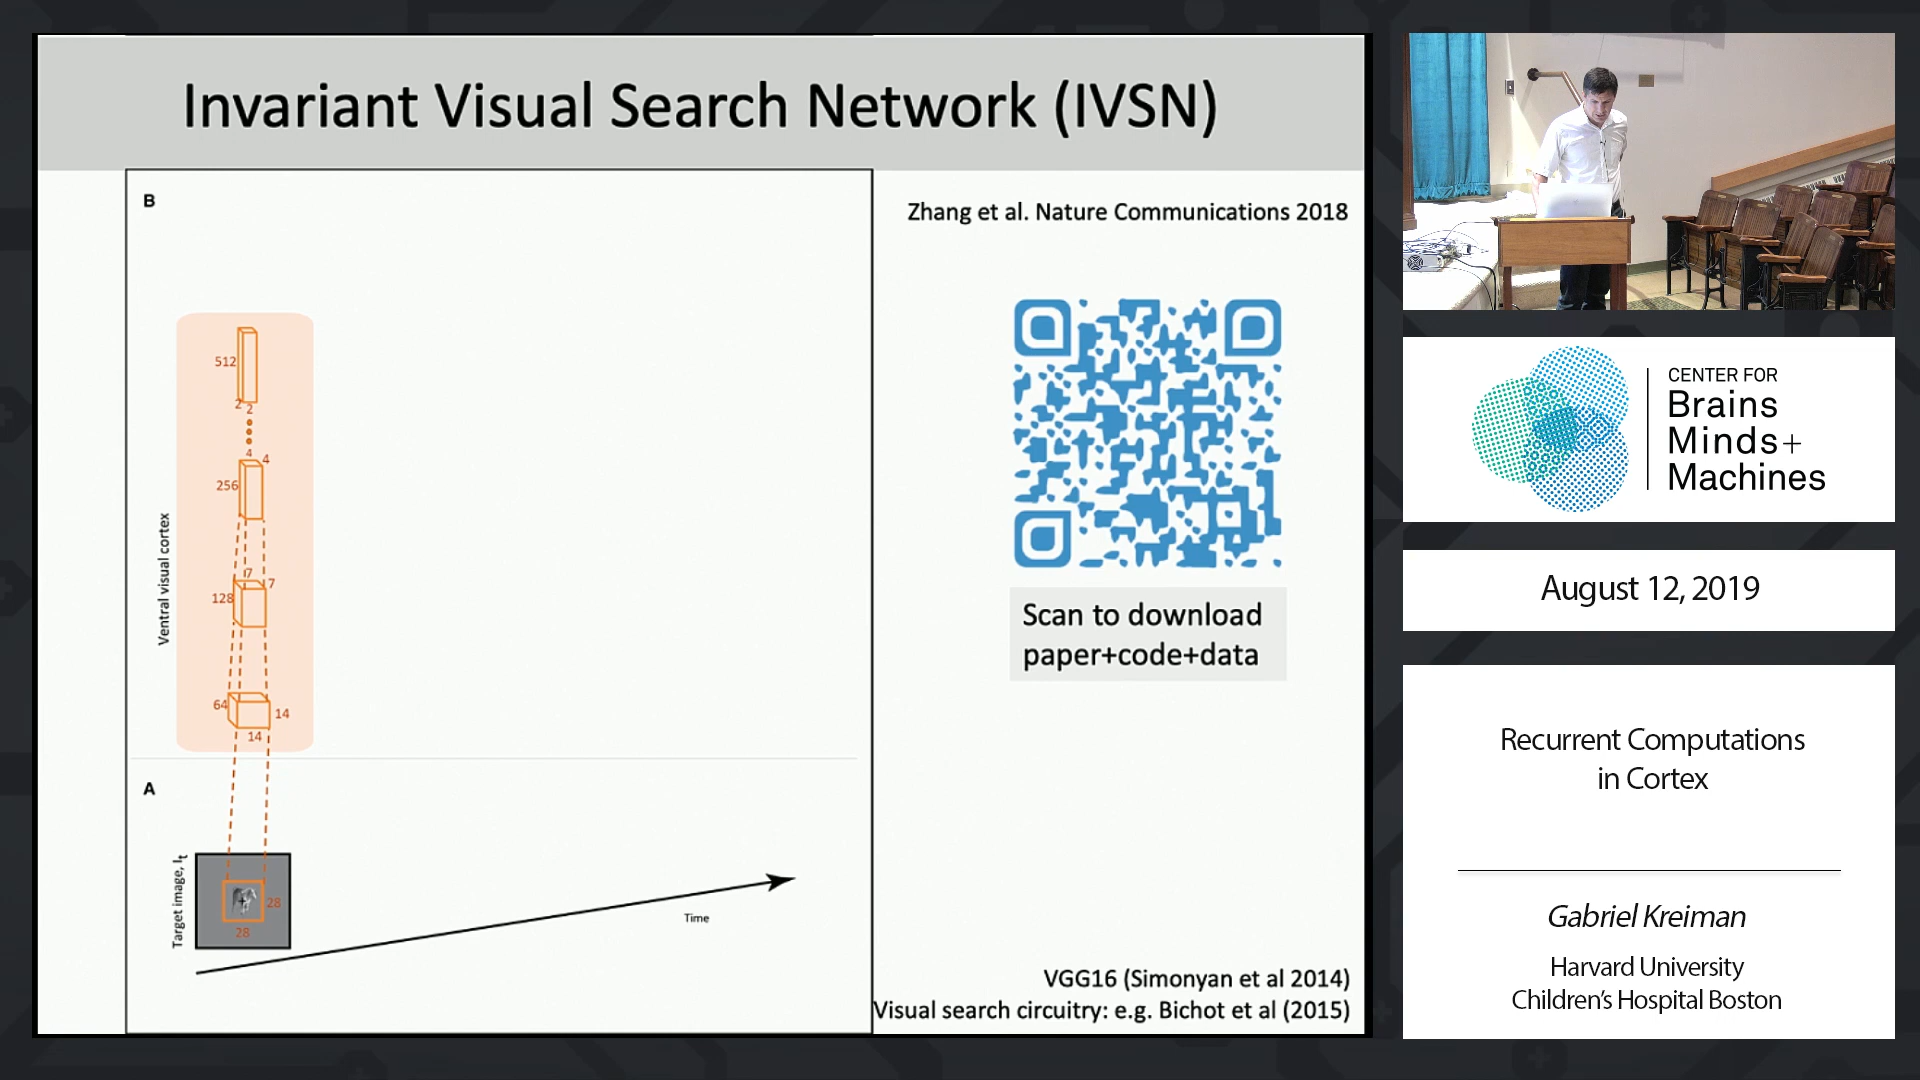 Invariant Visual Search Network (IVSN)
B
Zhang et al. Nature Communications 2018
512
2 2
4 4
256
Ventral visual cortex
7 7
128
64
14
14
Scan to download
paper+code+data
A
Target image, It
28
28
Time
VGG16 (Simonyan et al 2014)
Visual search circuitry: e.g. Bichot et al (2015)
CENTER FOR
Brains
Minds+
Machines
August 12, 2019
Recurrent Computations
in Cortex
Gabriel Kreiman
Harvard University
Children's Hospital Boston